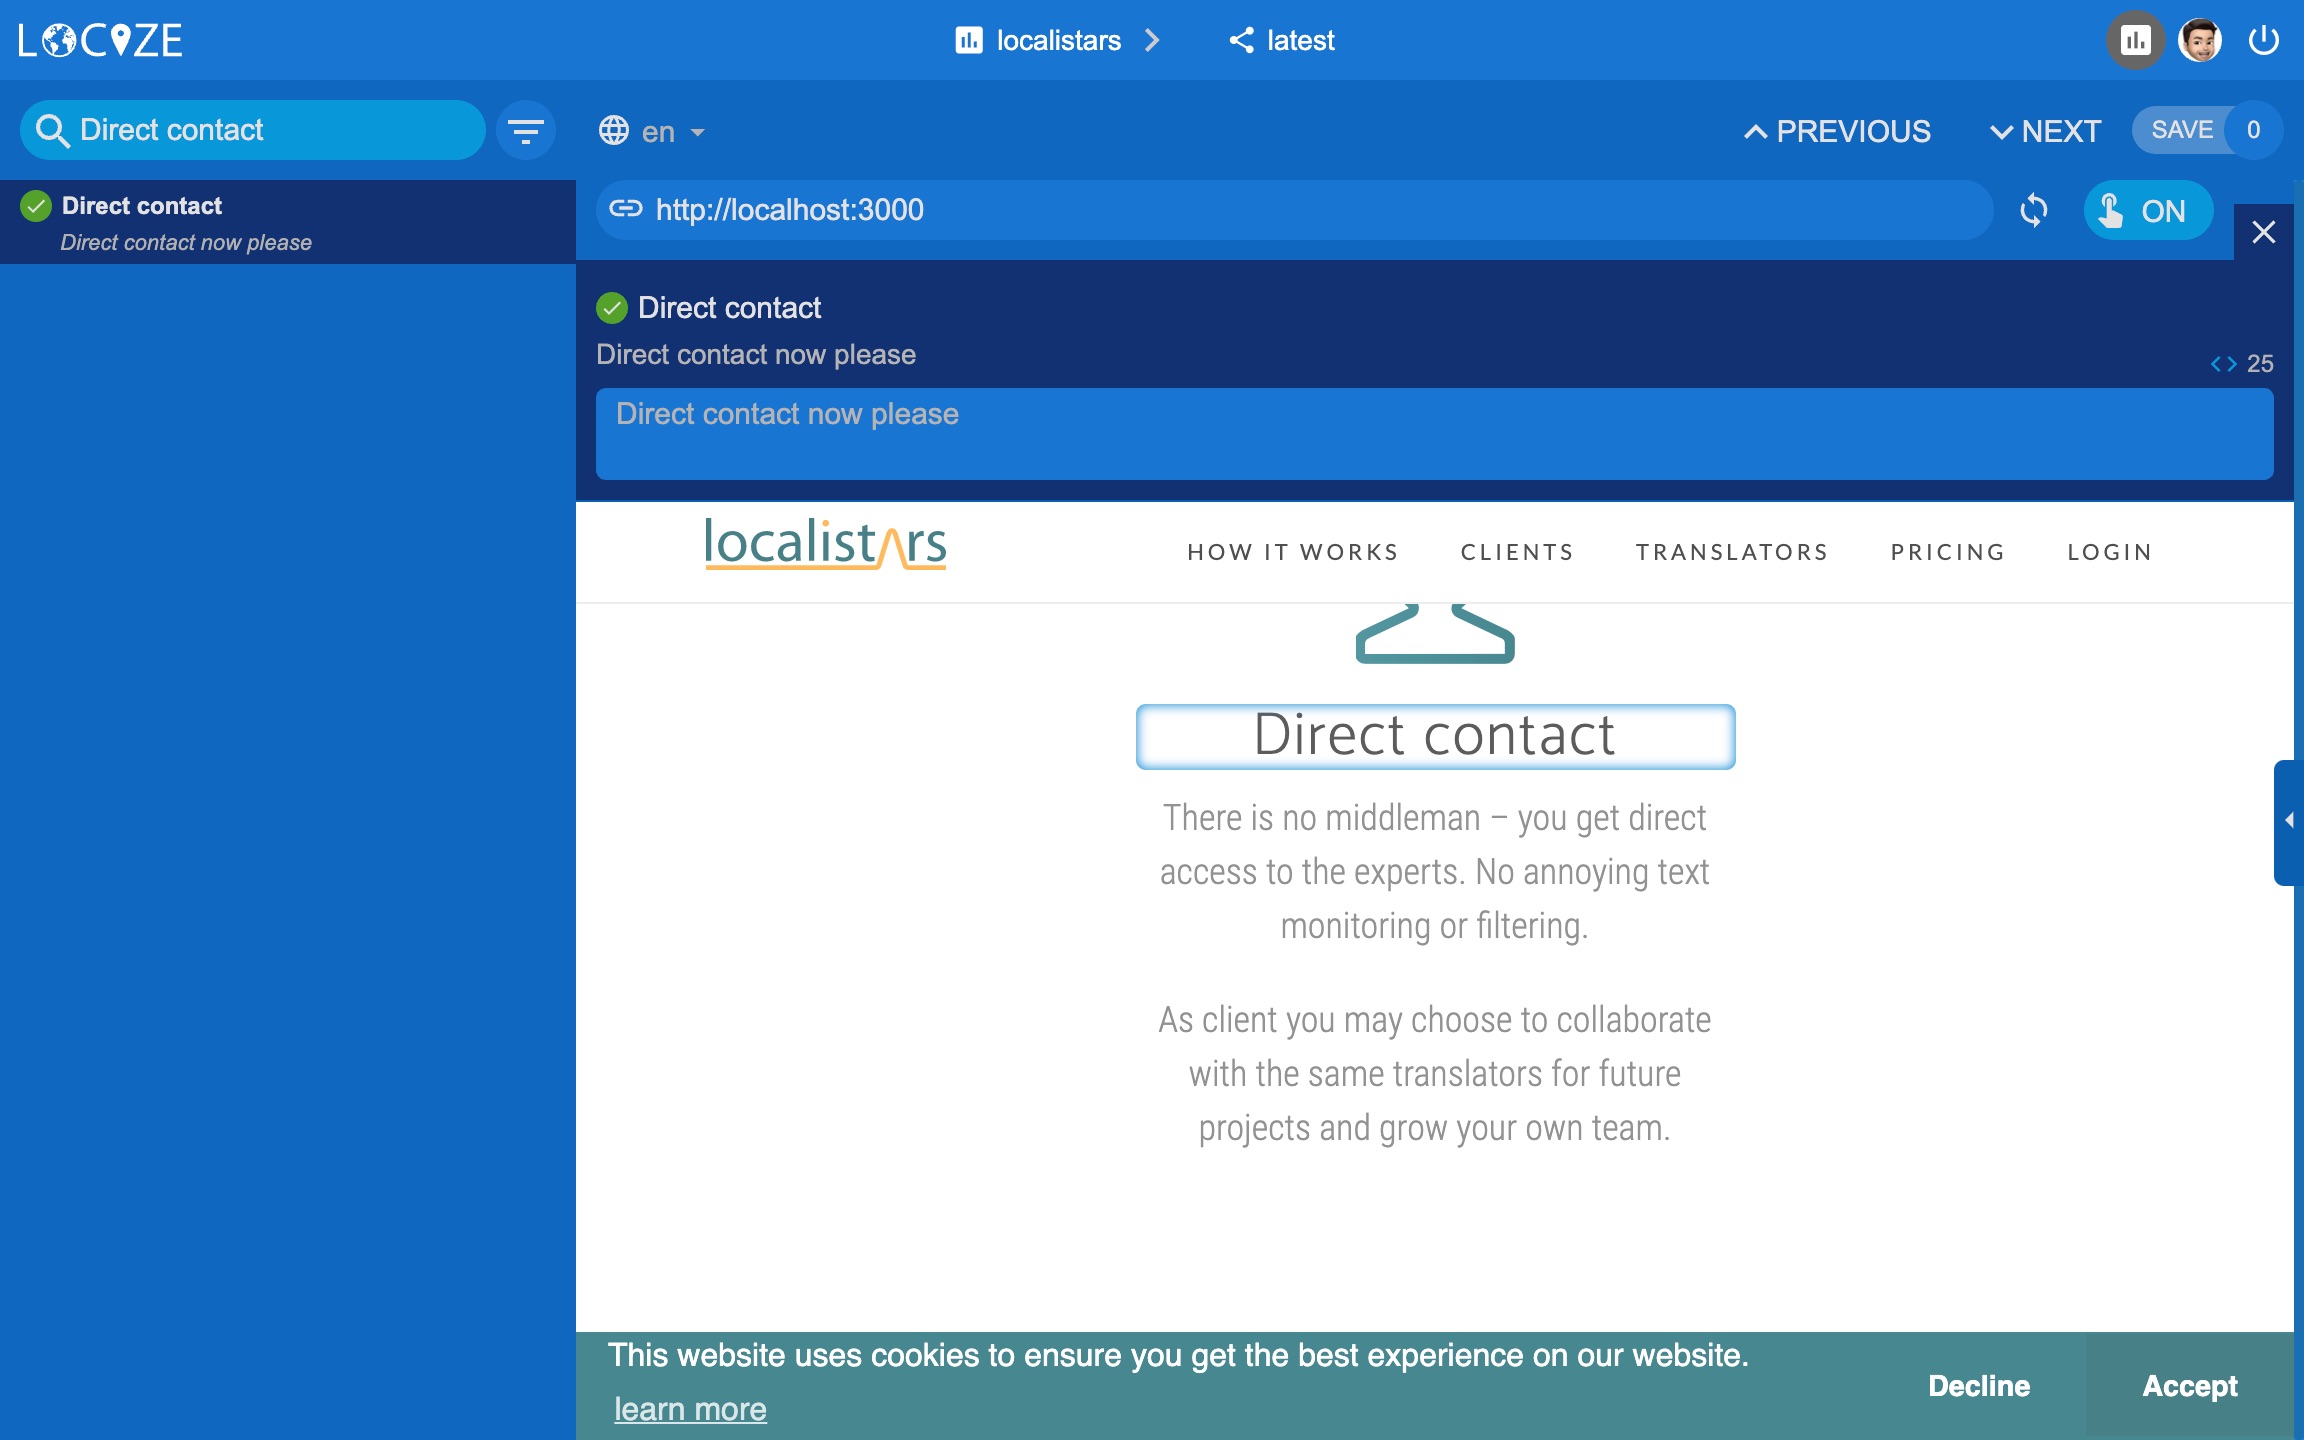 LOCIZE
localistars
latest
Direct contact
en
PREVIOUS
NEXT
SAVE
0
Direct contact
Direct contact now please
http://localhost:3000
ON
Direct contact
Direct contact now please
<> 25
Direct contact now please
localistars
HOW IT WORKS
CLIENTS
TRANSLATORS
PRICING
LOGIN
Direct contact
There is no middleman – you get direct
access to the experts. No annoying text
monitoring or filtering.
As client you may choose to collaborate
with the same translators for future
projects and grow your own team.
This website uses cookies to ensure you get the best experience on our website.
learn more
Decline
Accept